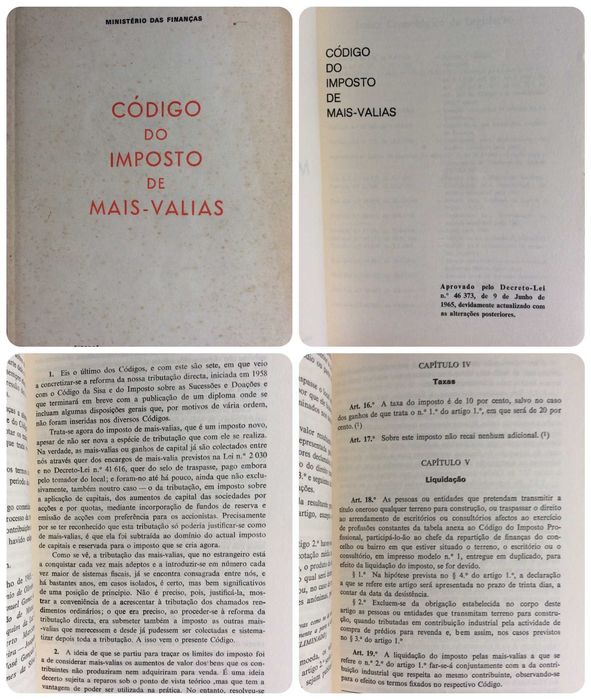 MINISTÉRIO DAS FINANÇAS
CÓDIGO
DO
IMPOSTO
DE
MAIS-VALIAS
CÓDIGO
DO
IMPOSTO
DE
MAIS-VALIAS
Aprovado pelo Decreto-Lei
n.º 46 373, de 9 de Junho de
1965, devidamente actualizado com
as alterações posteriores.
1. Eis o último dos Códigos, e com este são sete, em que veio
a concretizar-se a reforma da nossa tributação directa, iniciada em 1958
com o Código da Sisa e do Imposto sobre as Sucessões e Doações e
que terminará em breve com a publicação de um diploma onde se
incluam algumas disposições gerais que, por motivos de vária ordem,
não foram inseridas nos diversos Códigos.
Trata-se agora do imposto de mais-valias, que é um imposto novo,
apesar de não ser nova a espécie de tributação que com ele se realiza.
Na verdade, as mais-valias ou ganhos de capital já são colectados entre
nós através quer dos encargos de mais-valia previstos na Lei n.º 2 030
e no Decreto-Lei n.º 41 616, quer do selo de traspasse, pago embora
pelo tomador do local; e foram-no até há pouco, ainda que não exclu-
sivamente, também noutro caso — o da tributação, em imposto sobre
a aplicação de capitais, dos aumentos de capital das sociedades por
acções e por quotas, mediante incorporação de fundos de reserva e
emissão de acções com preferência para os accionistas. Precisamente
por se ter reconhecido que esta tributação só poderia justificar-se como
de mais-valias, é que ela foi subtraída ao domínio do actual imposto
de capitais e reservada para o imposto que se cria agora.
Como se vê, a tributação das mais-valias, que no estrangeiro está
a conquistar cada vez mais adeptos e a introduzir-se em número cada
vez maior de sistemas fiscais, já se encontra consagrada entre nós, e
há bastantes anos, em casos isolados, é certo, mas bem significativos
de uma posição de princípio. Não é preciso, pois, justificá-la, mos-
trar a conveniência de a acrescentar à tributação dos chamados ren-
dimentos ordinários; o que era preciso, ao proceder-se à reforma da
tributação directa, era submeter também a imposto as outras mais-
-valias que merecessem e desde já pudessem ser colectadas e sistema-
tizar depois toda a tributação. A isso vem o presente Código.
2. A ideia de que se partiu para traçar os limites do imposto foi
a de considerar mais-valias os aumentos de valor dos bens que os con-
tribuintes não produziram nem adquiriram para venda. É uma ideia
decerto sujeita a reparos sob o ponto de vista teórico, mas que tem a
vantagem de poder ser utilizada na prática. No entanto, resolveu-se
CAPÍTULO IV
Taxas
Art. 16.º A taxa do imposto é de 10 por cento, salvo no caso
dos ganhos de que trata o n.º 1.º do artigo 1.º, em que será de 20 por
cento. (¹)
Art. 17.º Sobre este imposto não recai nenhum adicional. (²)
CAPÍTULO V
Liquidação
Art. 18.º As pessoas ou entidades que pretendam transmitir a
título oneroso qualquer terreno para construção, ou traspassar o direito
ao arrendamento de escritórios ou consultórios afectos ao exercício
de profissões constantes da tabela anexa ao Código do Imposto Pro-
fissional, participá-lo-ão ao chefe da repartição de finanças do con-
celho ou bairro em que estiver situado o terreno, o escritório ou o
consultório, em impresso modelo n.º 1, entregue em duplicado, para
efeito da liquidação do imposto, se for devido.
§ 1.º Na hipótese prevista no § 4.º do artigo 1.º, a declaração
a que se refere este artigo será apresentada no prazo de trinta dias, a
contar da data da desistência.
§ 2.º Excluem-se da obrigação estabelecida no corpo deste
artigo as pessoas ou entidades que transmitam terreno para constru-
ção, quando tributadas em contribuição industrial pela actividade de
compra de prédios para revenda e, bem assim, nos casos previstos
no § 3.º do artigo 1.º
Art. 19.º A liquidação do imposto pelas mais-valias a que se
refere o n.º 2.º do artigo 1.º far-se-á conjuntamente com a da contri-
buição industrial que respeita ao mesmo contribuinte, observando-se
para o efeito os termos fixados no respectivo Código.